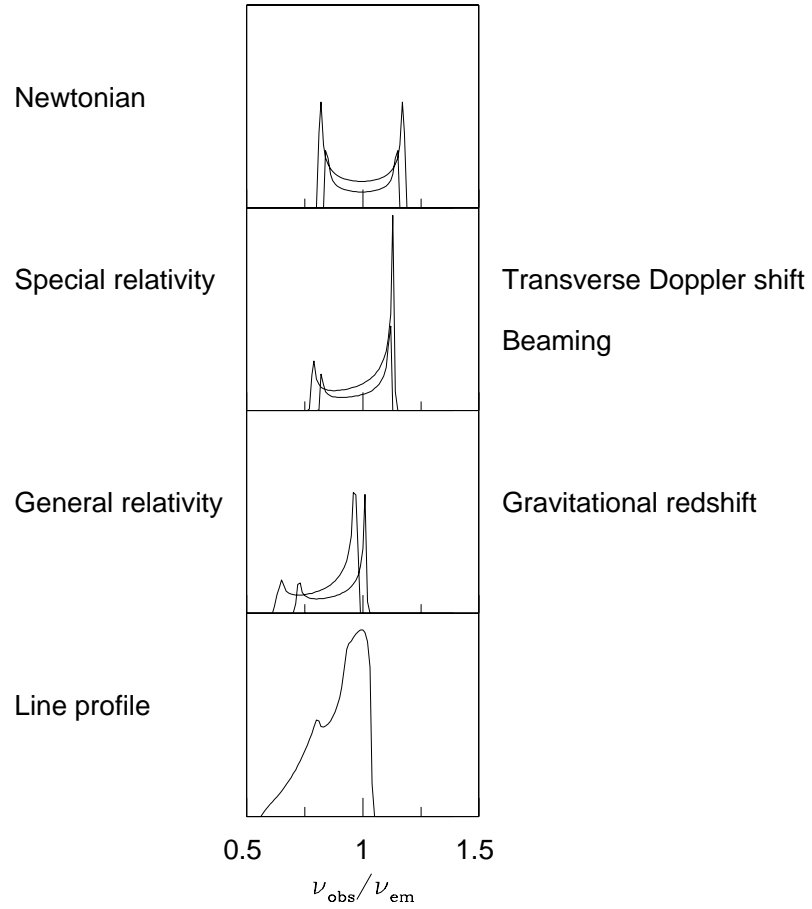 Newtonian
Special relativity
Transverse Doppler shift
Beaming
General relativity
Gravitational redshift
Line profile
0.5 1 1.5
ν_obs/ν_em